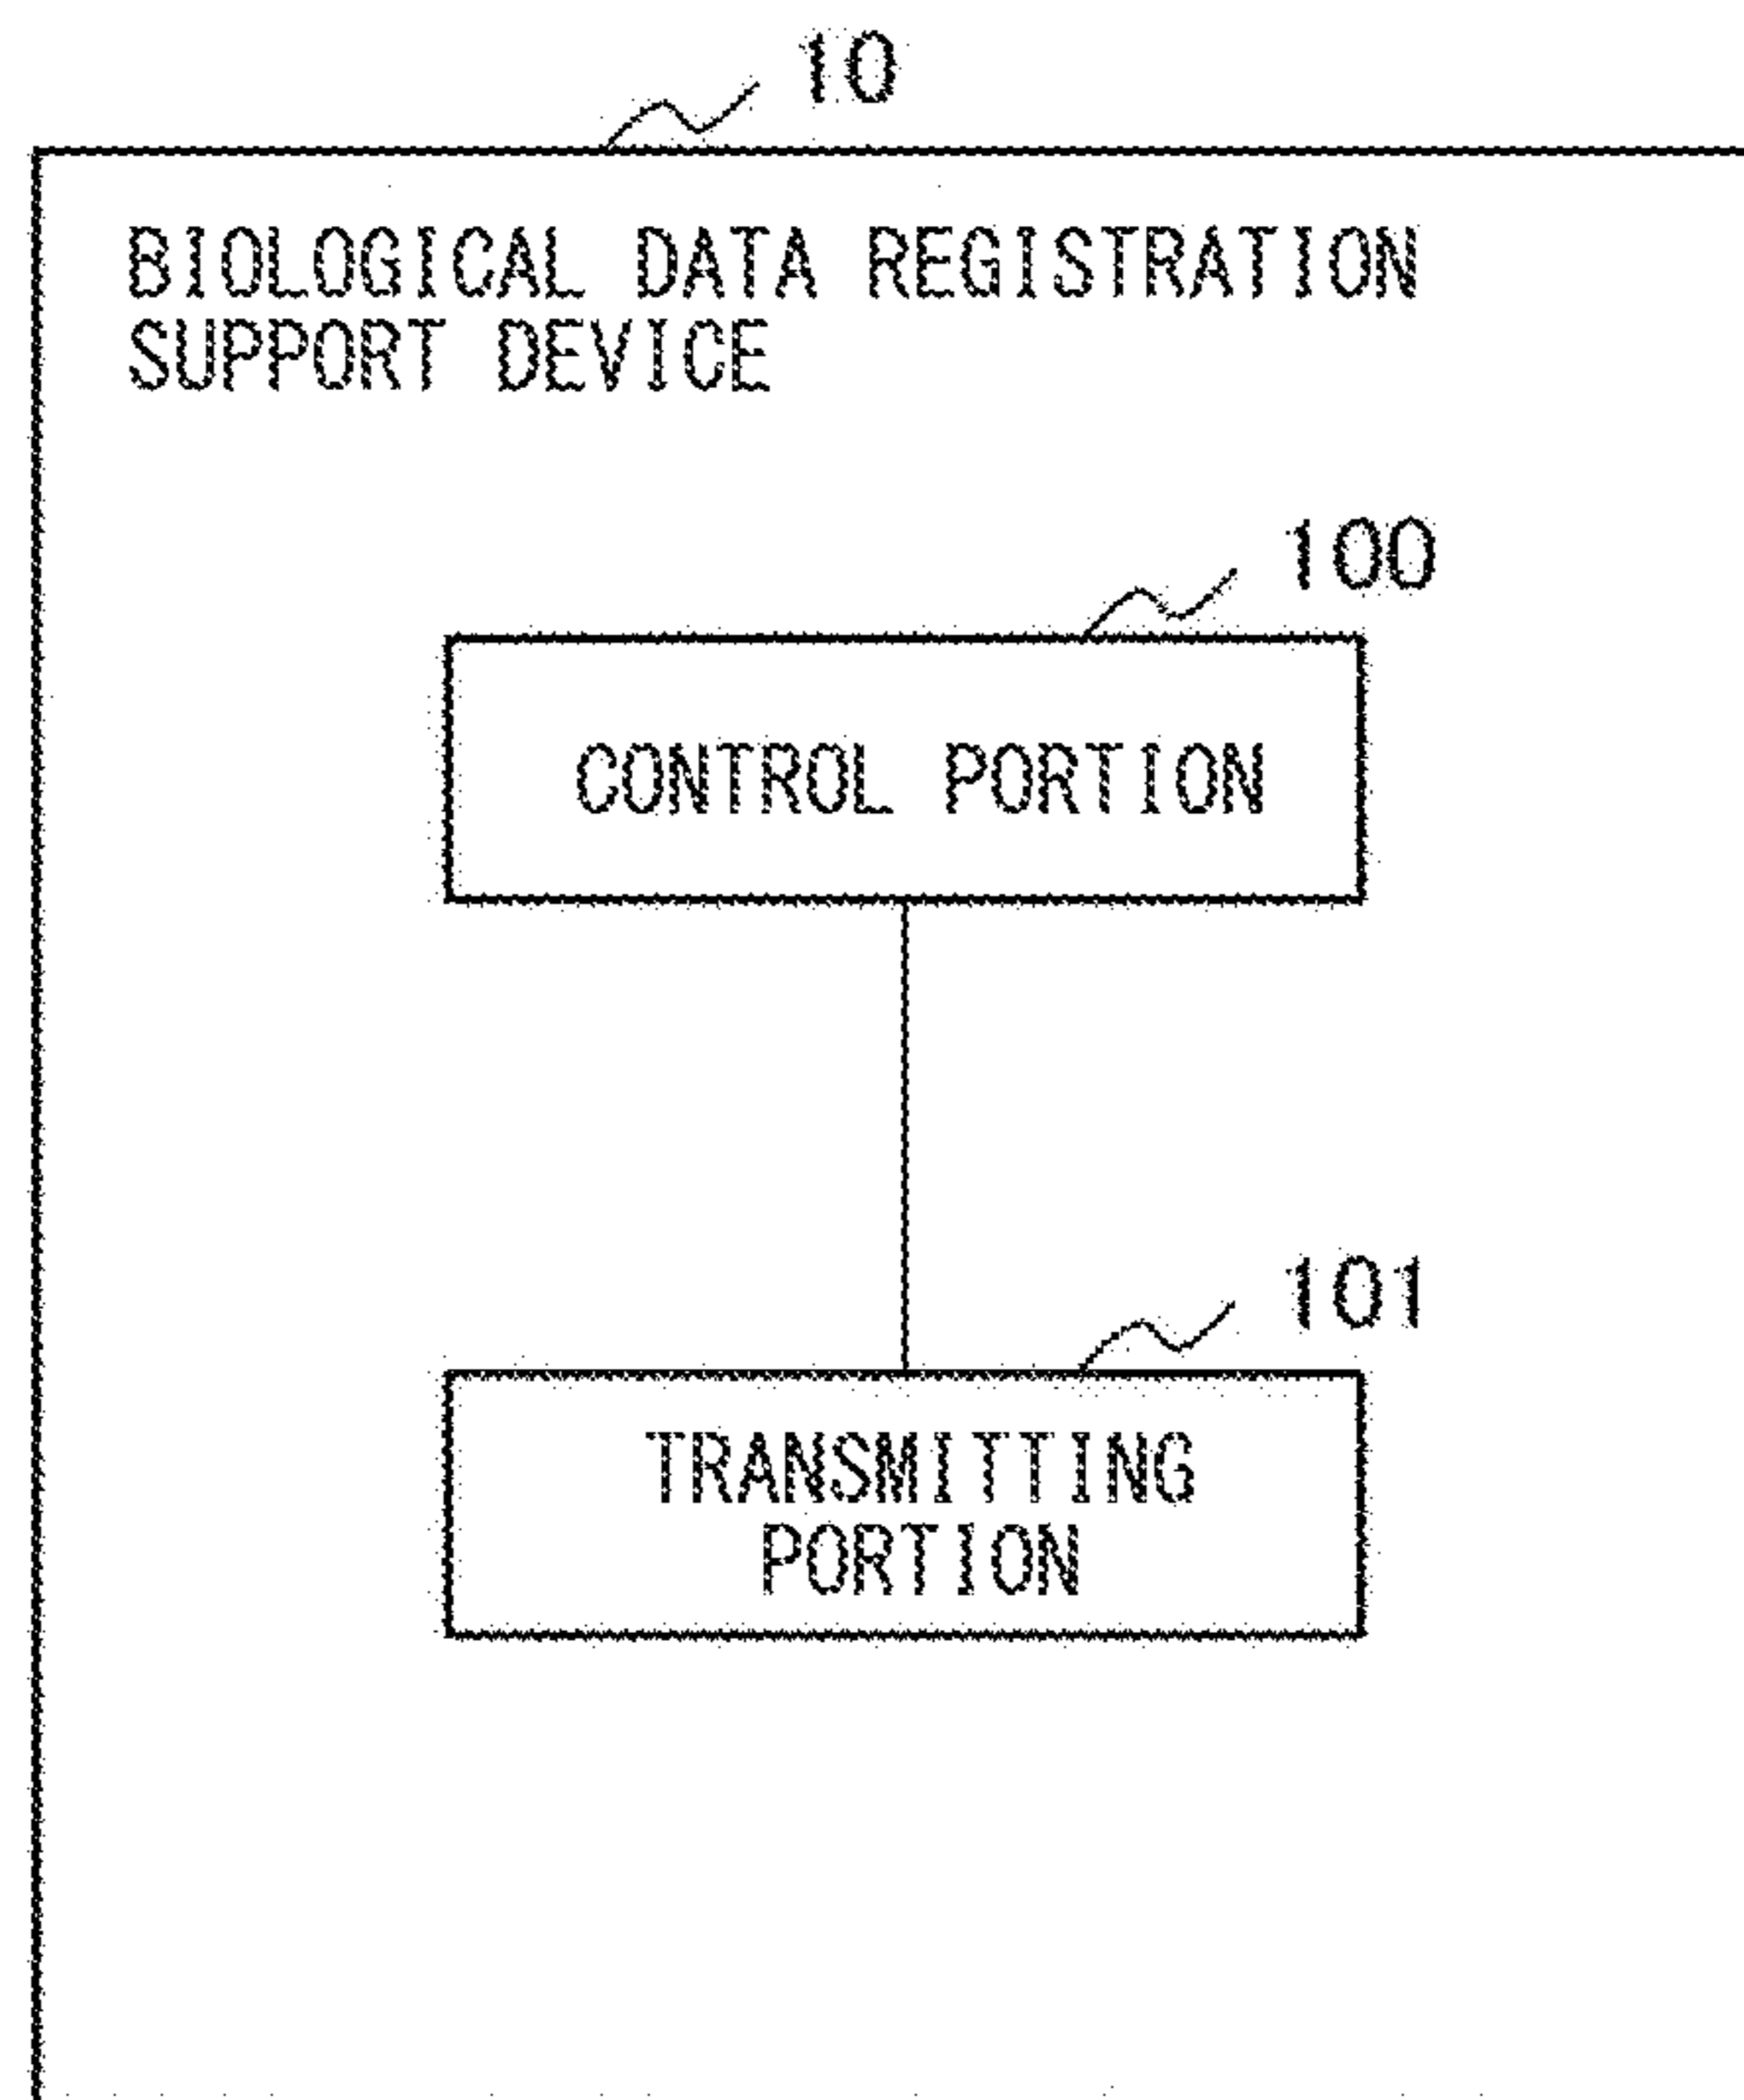 10
BIOLOGICAL DATA REGISTRATION
SUPPORT DEVICE
100
CONTROL PORTION
101
TRANSMITTING
PORTION